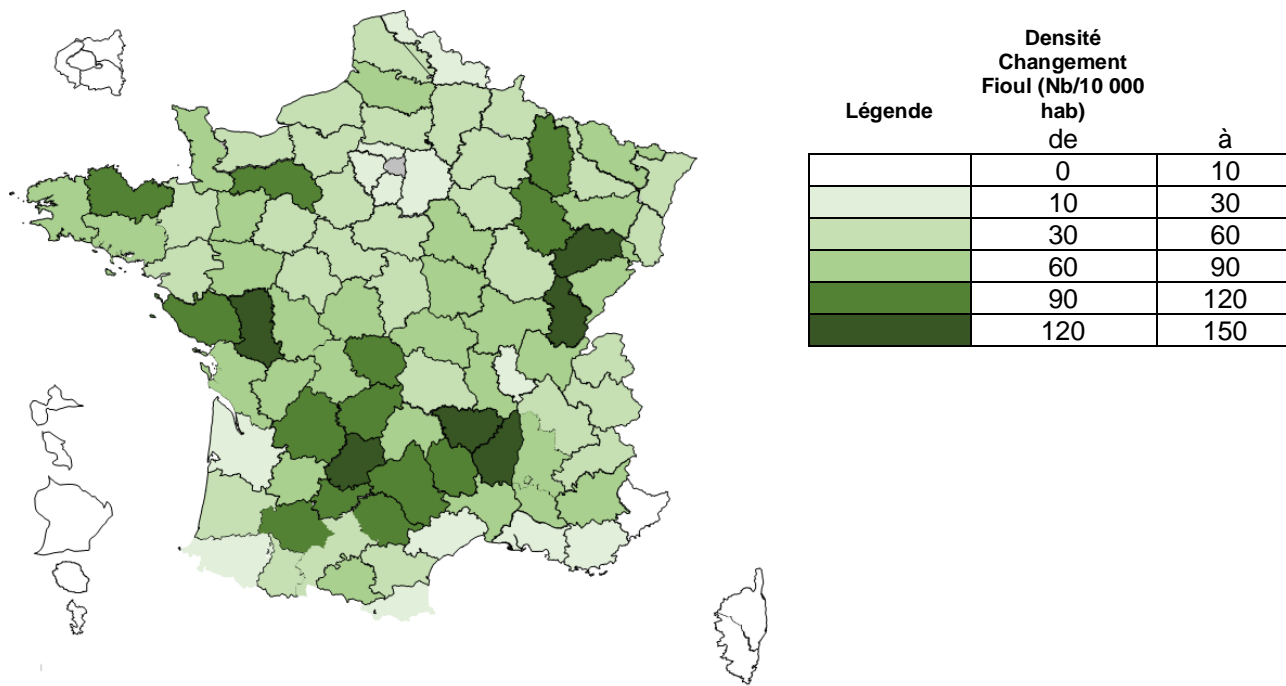 Densité
Changement
Fioul (Nb/10 000
Légende hab)
de à
0 10
10 30
30 60
60 90
90 120
120 150